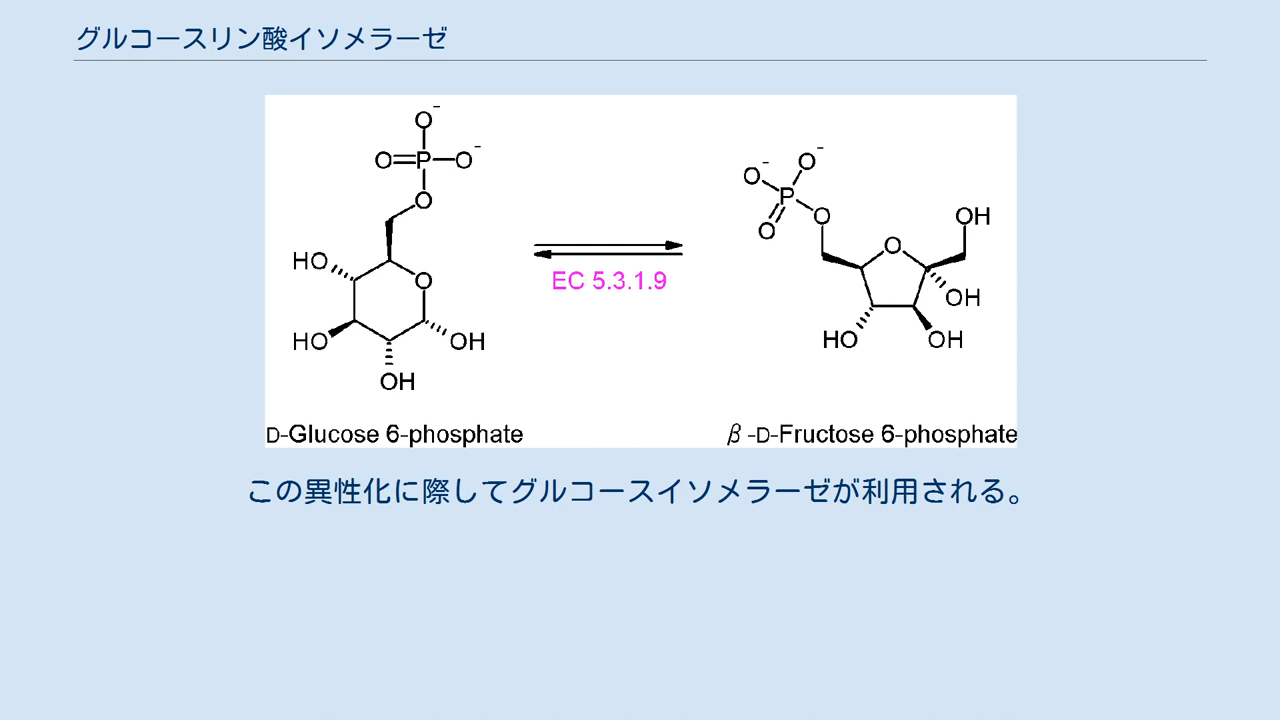 グルコースリン酸イソメラーゼ
O⁻
O=P-O⁻
O
HO
O
HO
OH
OH
D-Glucose 6-phosphate
EC 5.3.1.9
O⁻
O⁻
P
O
O
OH
O
OH
HO
OH
β-D-Fructose 6-phosphate
この異性化に際してグルコースイソメラーゼが利用される。